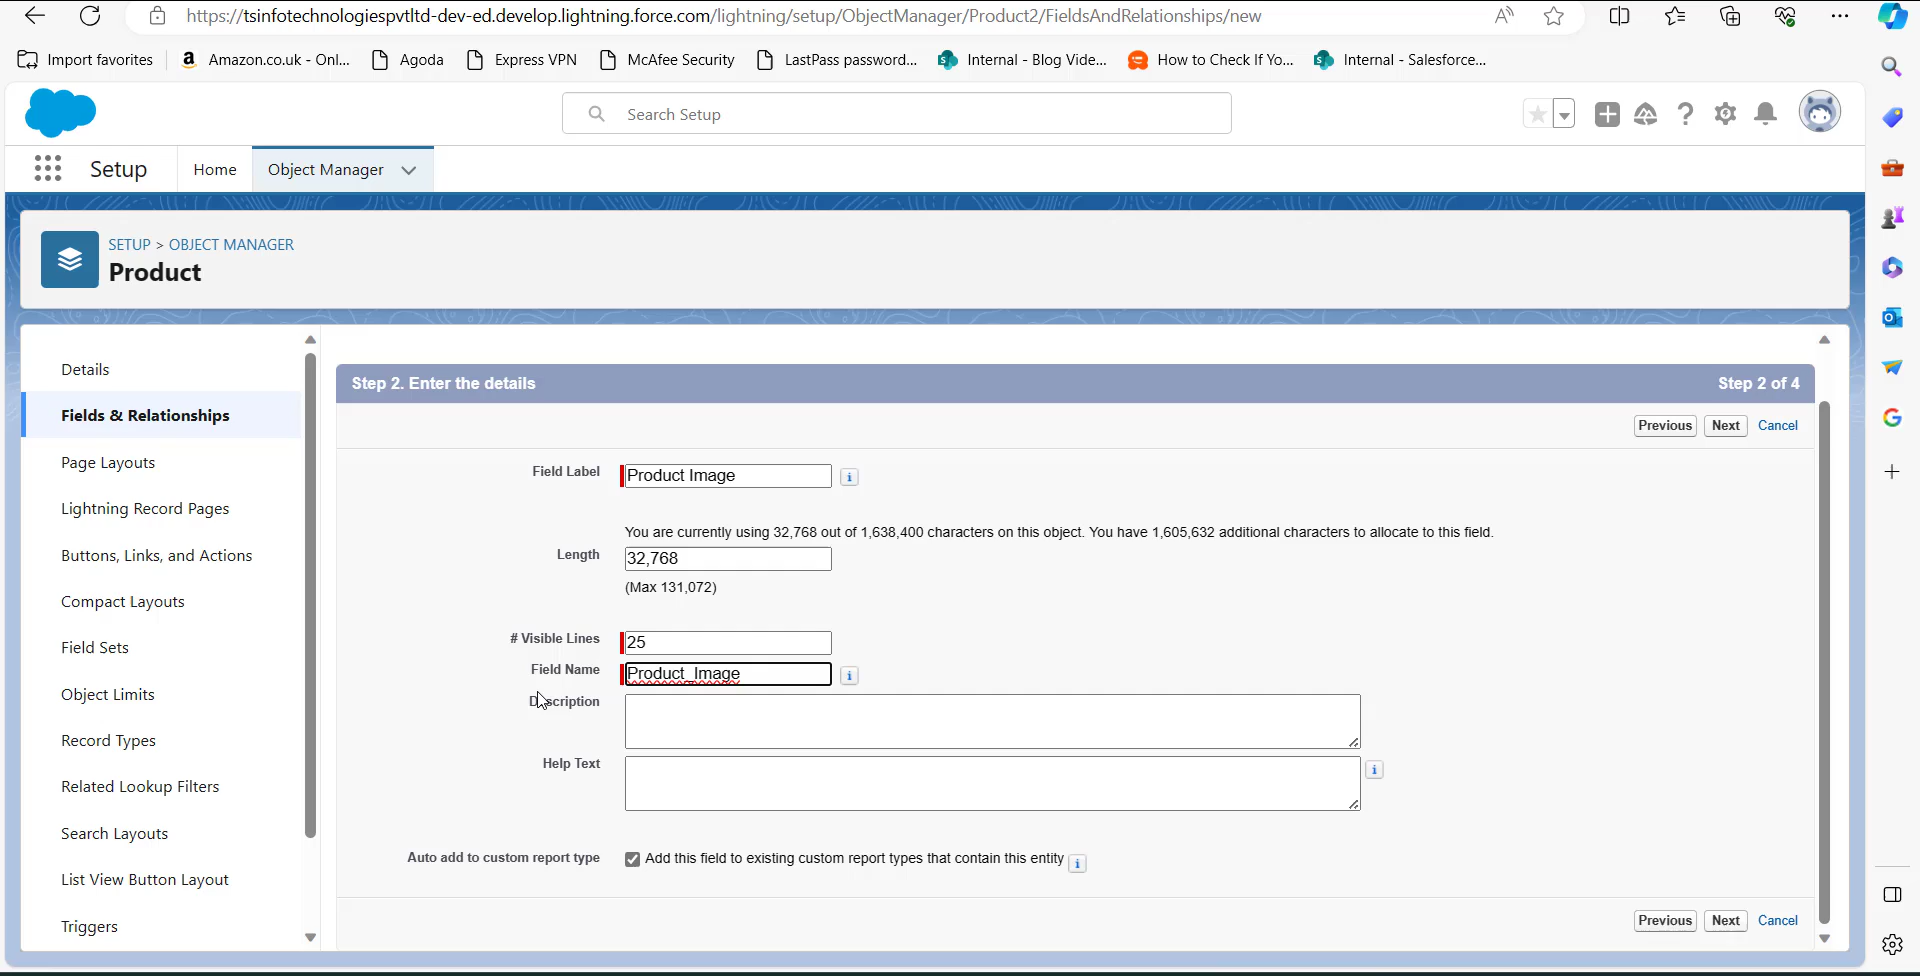 https://tsinfotechnologiespvtltd-dev-ed.develop.lightning.force.com/lightning/setup/ObjectManager/Product2/FieldsAndRelationships/new
Import favorites
Amazon.co.uk - Onl...
Agoda
Express VPN
McAfee Security
LastPass password...
Internal - Blog Vide...
How to Check If Yo...
Internal - Salesforce...
Search Setup
Setup
Home
Object Manager
SETUP > OBJECT MANAGER
Product
Details
Fields & Relationships
Page Layouts
Lightning Record Pages
Buttons, Links, and Actions
Compact Layouts
Field Sets
Object Limits
Record Types
Related Lookup Filters
Search Layouts
List View Button Layout
Triggers
Step 2. Enter the details
Step 2 of 4
Previous Next Cancel
Field Label Product Image
You are currently using 32,768 out of 1,638,400 characters on this object. You have 1,605,632 additional characters to allocate to this field.
Length 32,768
(Max 131,072)
# Visible Lines 25
Field Name Product_Image
Description
Help Text
Auto add to custom report type Add this field to existing custom report types that contain this entity
Previous Next Cancel